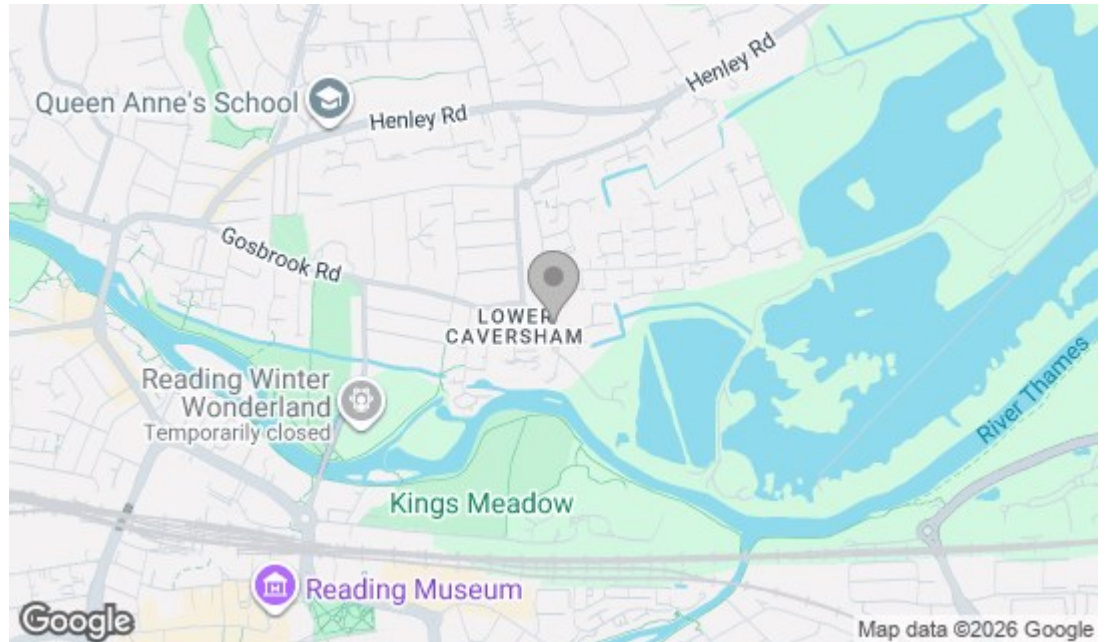 Henley Rd
Queen Anne's School
Henley Rd
Gosbrook Rd
LOWER
CAVERSHAM
Reading Winter
Wonderland
Temporarily closed
River Thames
Kings Meadow
Reading Museum
Google
Map data ©2026 Google